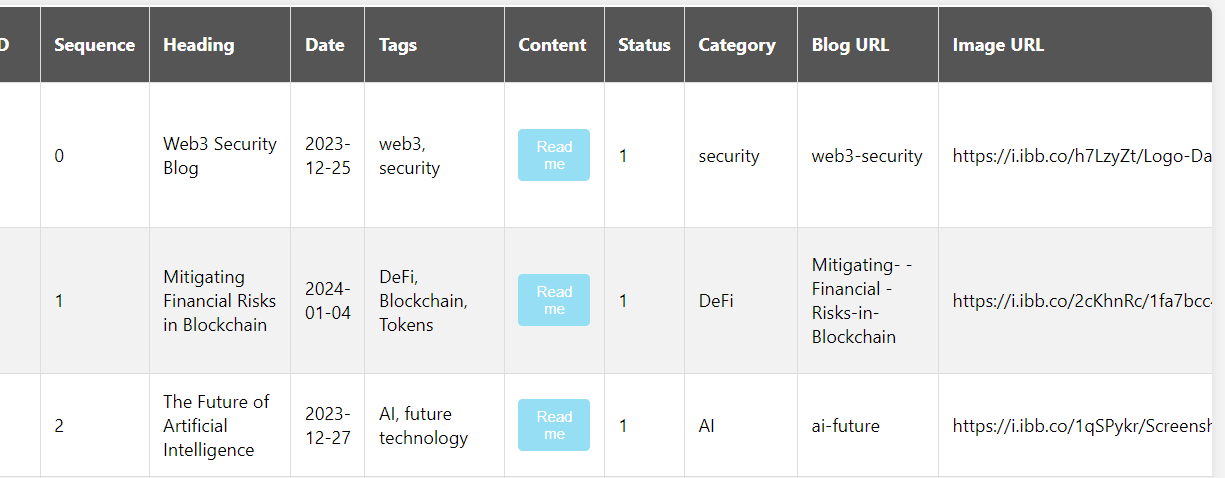 D Sequence Heading Date Tags Content Status Category Blog URL Image URL
0
Web3 Security
Blog
2023-
12-25
web3,
security
Read
me
1
security
web3-security
https://i.ibb.co/h7LzyZt/Logo-Da
1
Mitigating
Financial Risks
in Blockchain
2024-
01-04
DeFi,
Blockchain,
Tokens
Read
me
1
DeFi
Mitigating- -
Financial -
Risks-in-
Blockchain
https://i.ibb.co/2cKhnRc/1fa7bcc
2
The Future of
Artificial
Intelligence
2023-
12-27
AI, future
technology
Read
me
1
AI
ai-future
https://i.ibb.co/1qSPykr/Screensh